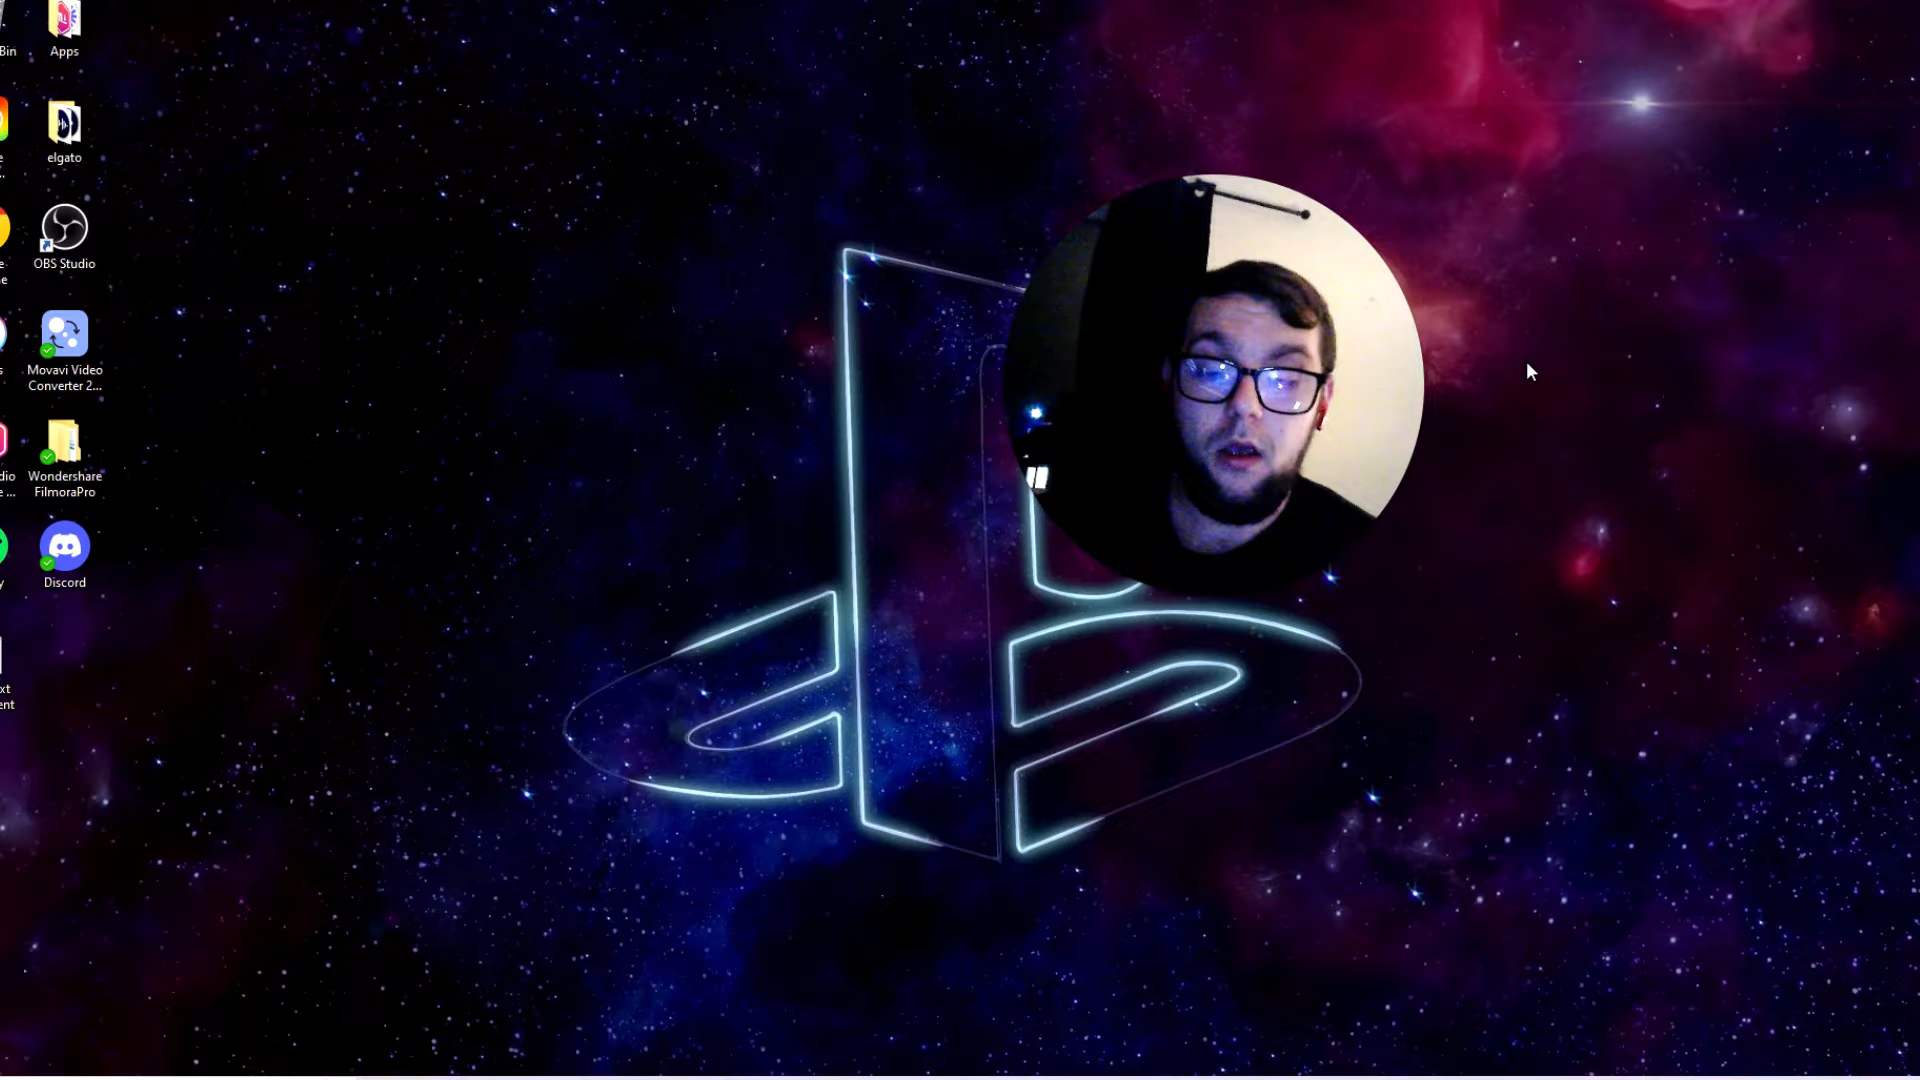 Bin
Apps
elgato
OBS Studio
Movavi Video
Converter 2...
Wondershare
FilmoraPro
Discord